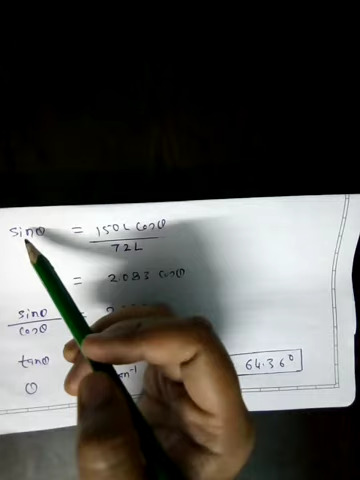 sinθ = 150L cosθ / 72L
= 2.083 cosθ
sinθ / cosθ =
tanθ
θ 64.36°